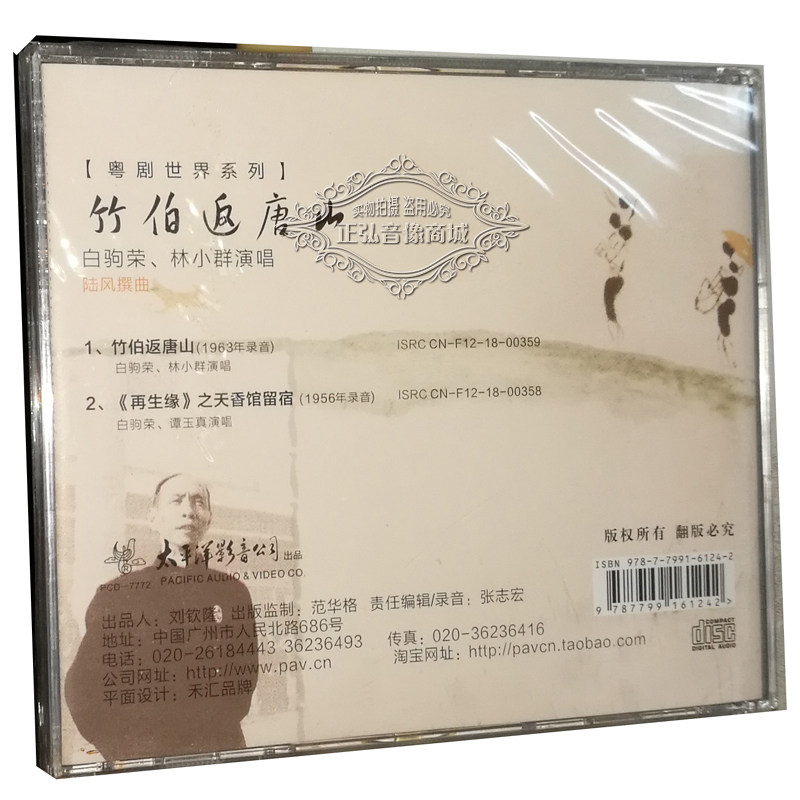 【粤剧世界系列】
竹伯返唐山
实物拍摄 盗用必究
正弘音像商城
白驹荣、林小群演唱
陆风撰曲
1、竹伯返唐山(1963年录音) ISRC CN-F12-18-00359
白驹荣、林小群演唱
2、《再生缘》之天香馆留宿 (1956年录音) ISRC CN-F12-18-00358
白驹荣、谭玉真演唱
版权所有 翻版必究
ISBN 978-7-7991-6124-2
9 787799 161242 >
太平洋影音公司 出品
PACIFIC AUDIO & VIDEO CO.
PCD-7772
出品人：刘钦隆 出版监制：范华格 责任编辑/录音：张志宏
地址：中国广州市人民北路686号
电话：020-26184443 36236493 传真：020-36236416
公司网址：http://www.pav.cn 淘宝网址：http://pavcn.taobao.com
平面设计：禾汇品牌
COMPACT
disc
DIGITAL AUDIO